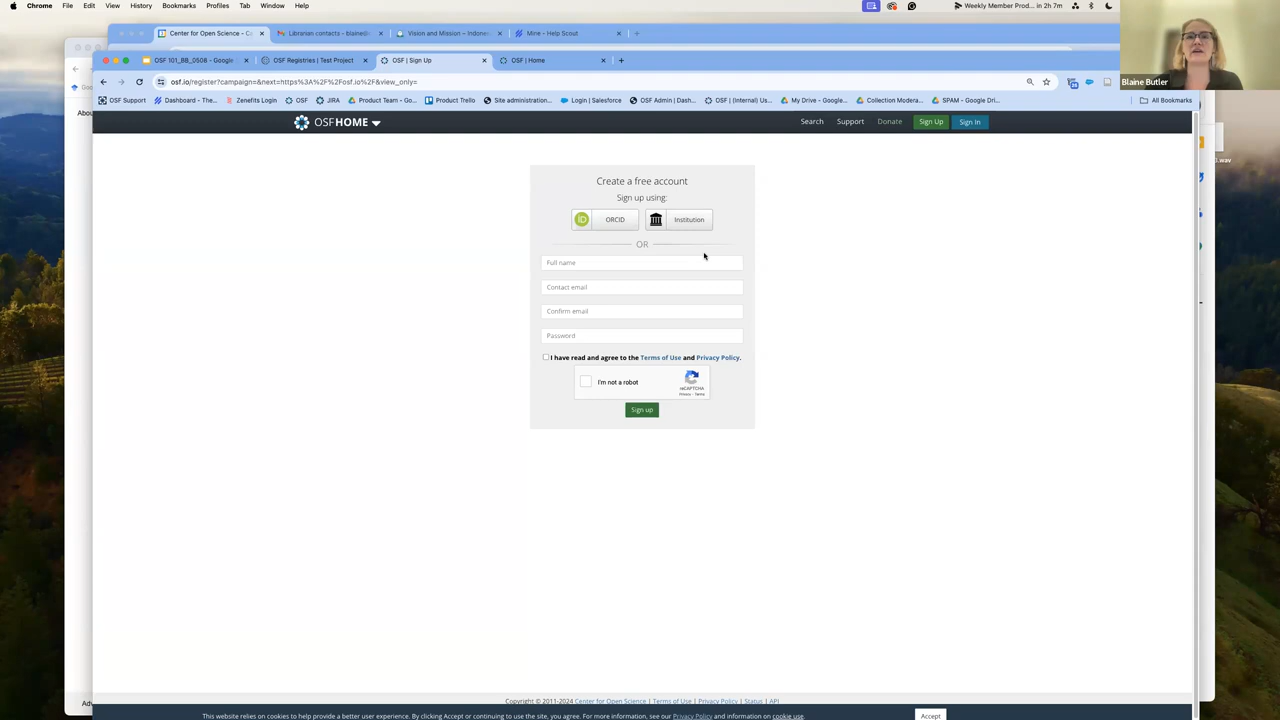 Chrome File Edit View History Bookmarks Profiles Tab Window Help
Weekly Member Prod... in 2h 7m
Center for Open Science - Ca
Librarian contacts - blaine@
Vision and Mission – Indones
Mine – Help Scout
OSF 101_BB_0508 - Google
OSF Registries | Test Project
OSF | Sign Up
OSF | Home
osf.io/register?campaign=&next=https%3A%2F%2Fosf.io%2F&view_only=
OSF Support
Dashboard - The...
Zenefits Login
OSF
JIRA
Product Team - Go...
Product Trello
Site administration...
Login | Salesforce
OSF Admin | Dash...
OSF | (Internal) Us...
My Drive - Google...
Collection Modera...
SPAM - Google Dri...
All Bookmarks
Blaine Butler
OSFHOME
Search Support Donate Sign Up Sign In
Create a free account
Sign up using:
ORCID
Institution
OR
Full name
Contact email
Confirm email
Password
I have read and agree to the Terms of Use and Privacy Policy.
I'm not a robot
reCAPTCHA
Privacy - Terms
Sign up
Copyright © 2011-2024 Center for Open Science | Terms of Use | Privacy Policy | Status | API
This website relies on cookies to help provide a better user experience. By clicking Accept or continuing to use the site, you agree. For more information, see our Privacy Policy and information on cookie use.
Accept